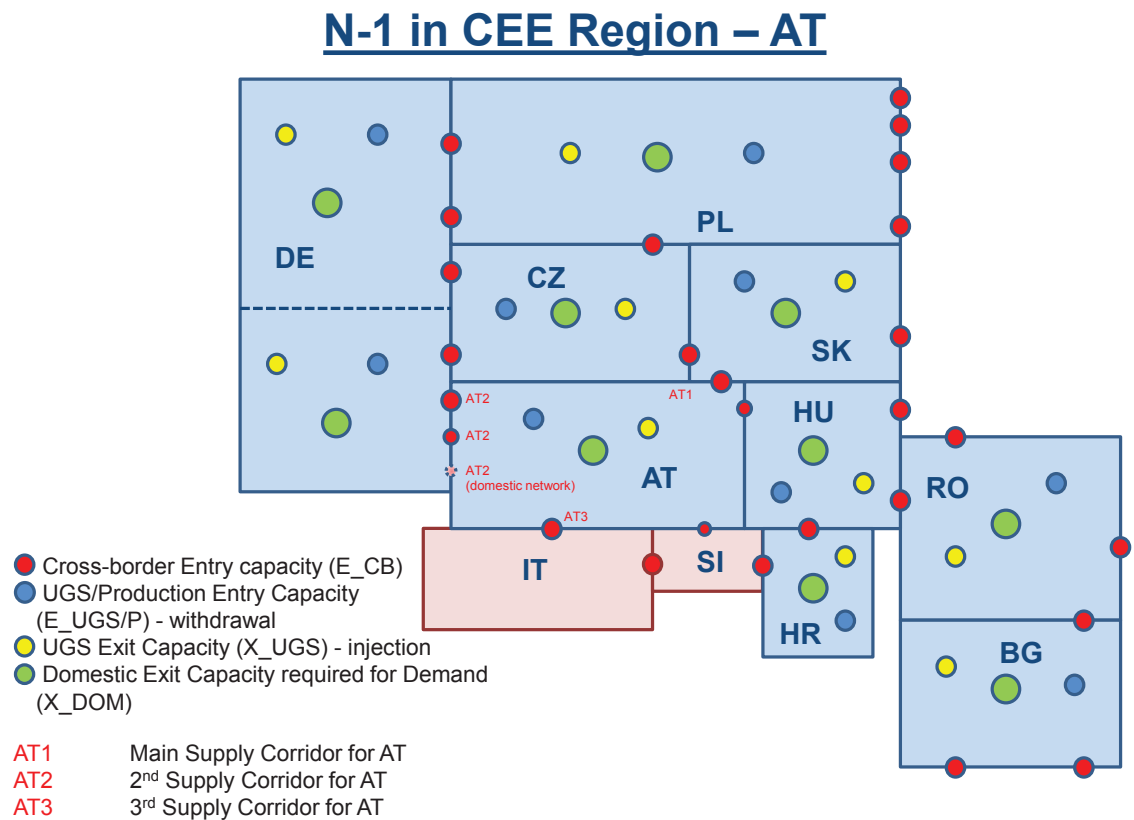 N-1 in CEE Region – AT
PL
DE
CZ
SK
AT1
HU
AT2
AT2
AT
AT2
(domestic network)
RO
AT3
IT
SI
HR
BG
Cross-border Entry capacity (E_CB)
UGS/Production Entry Capacity
(E_UGS/P) - withdrawal
UGS Exit Capacity (X_UGS) - injection
Domestic Exit Capacity required for Demand
(X_DOM)
AT1 Main Supply Corridor for AT
AT2 2nd Supply Corridor for AT
AT3 3rd Supply Corridor for AT